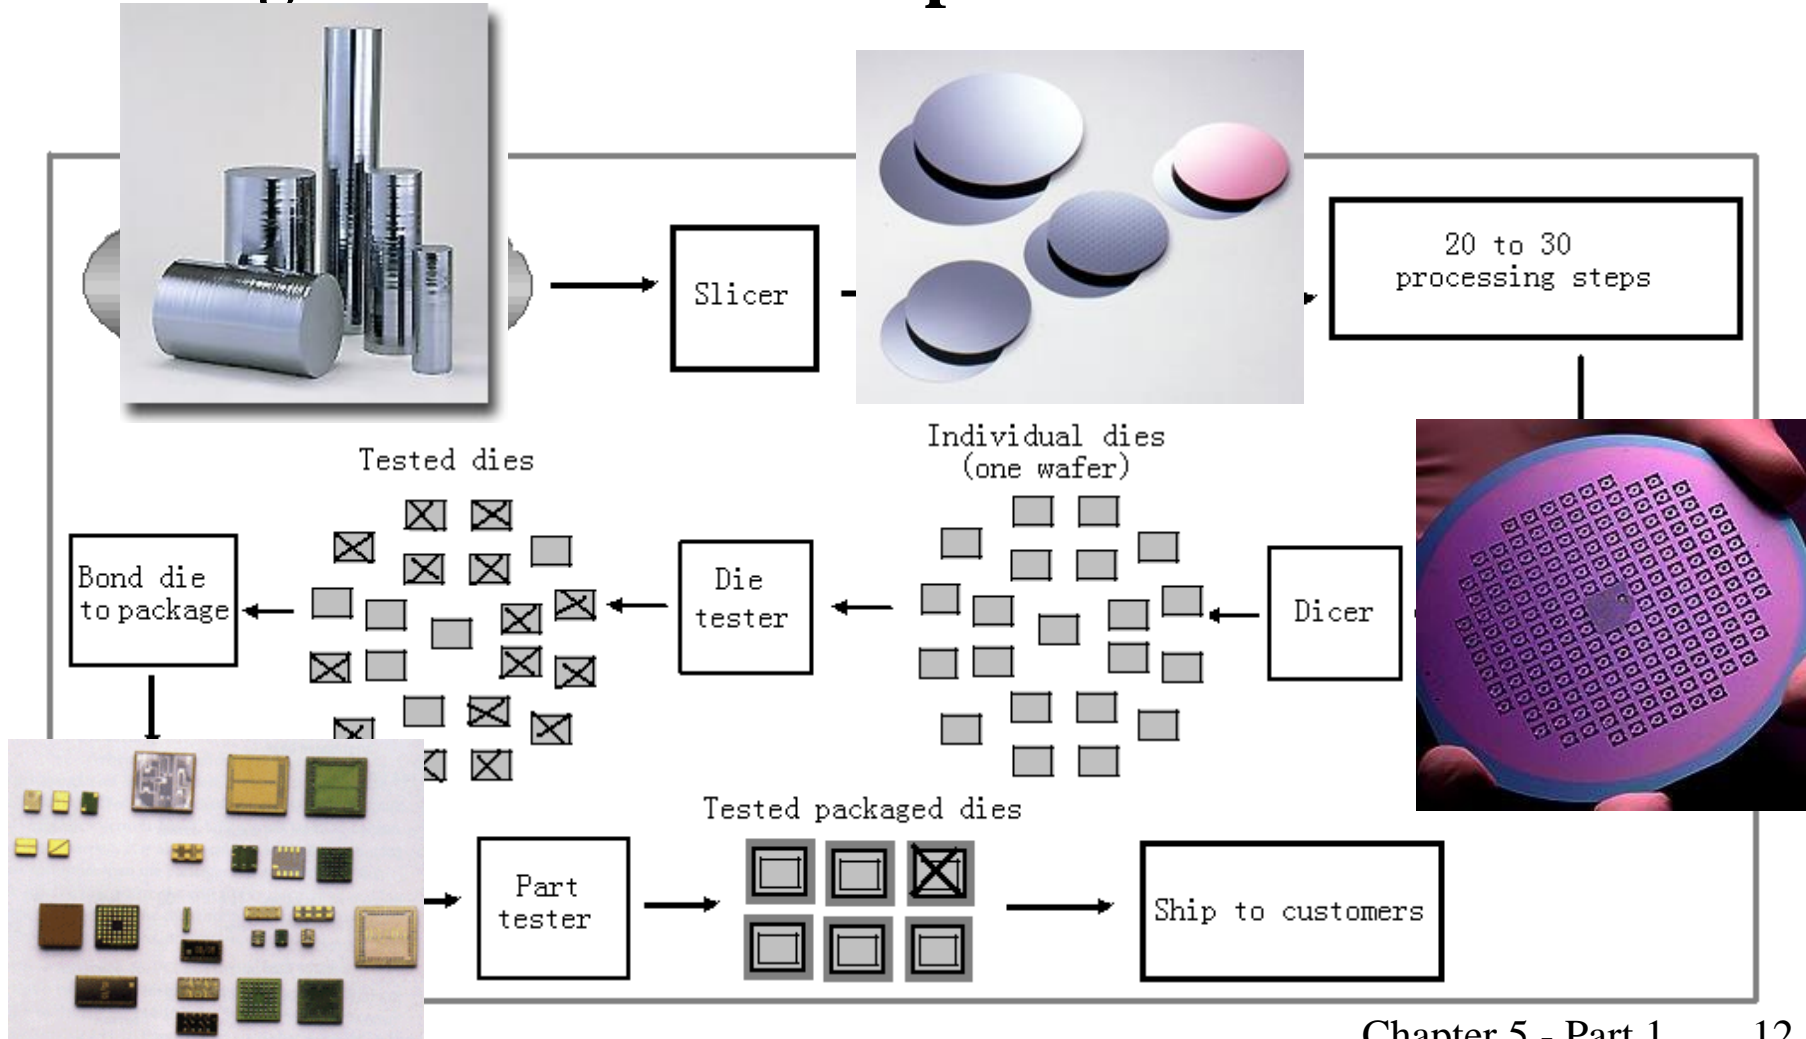 Slicer
20 to 30
processing steps
Tested dies
Individual dies
(one wafer)
Bond die
to package
Die
tester
Dicer
Tested packaged dies
Part
tester
Ship to customers
Chapter 5 - Part 1
12